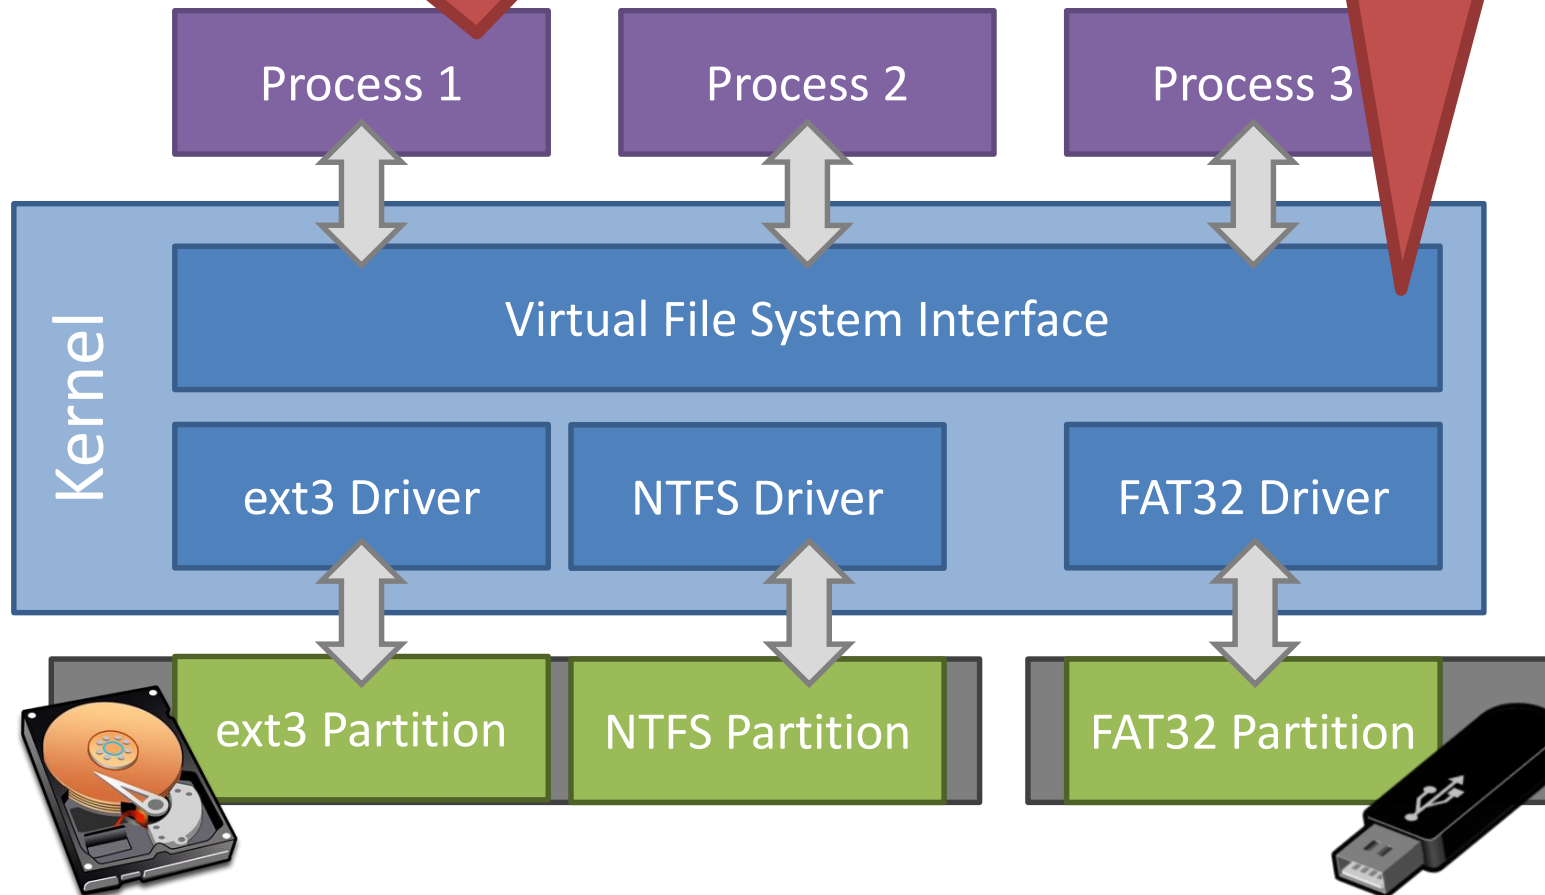 Process 1
Process 2
Process 3
Kernel
Virtual File System Interface
ext3 Driver
NTFS Driver
FAT32 Driver
ext3 Partition
NTFS Partition
FAT32 Partition